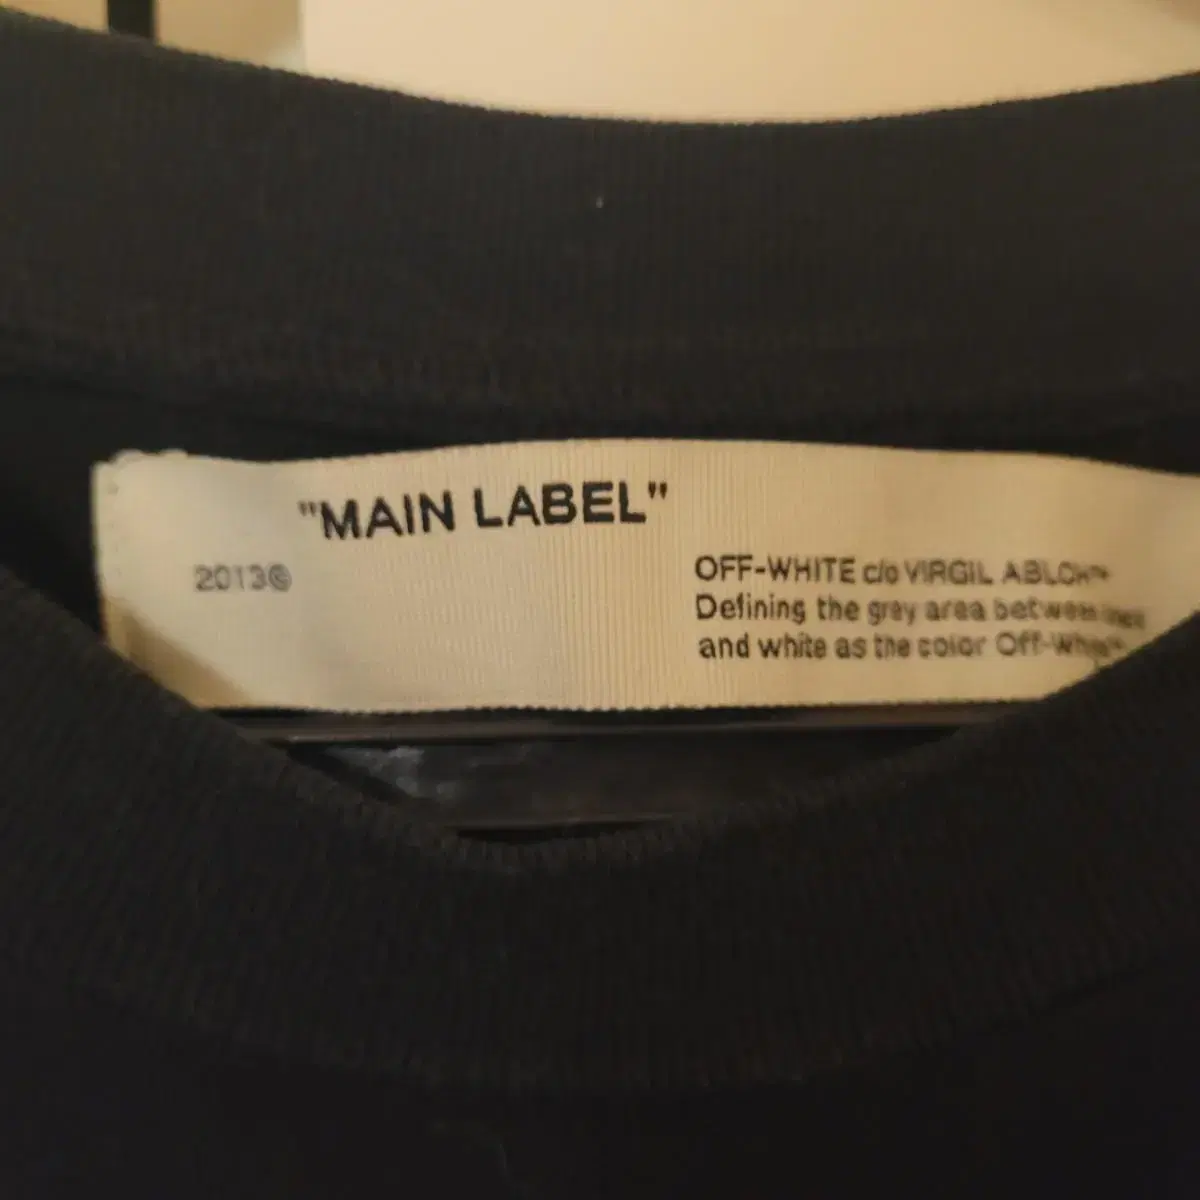 "MAIN LABEL"
2013©
OFF-WHITE c/o VIRGIL ABLOH™
Defining the grey area between
and white as the color Off-White™